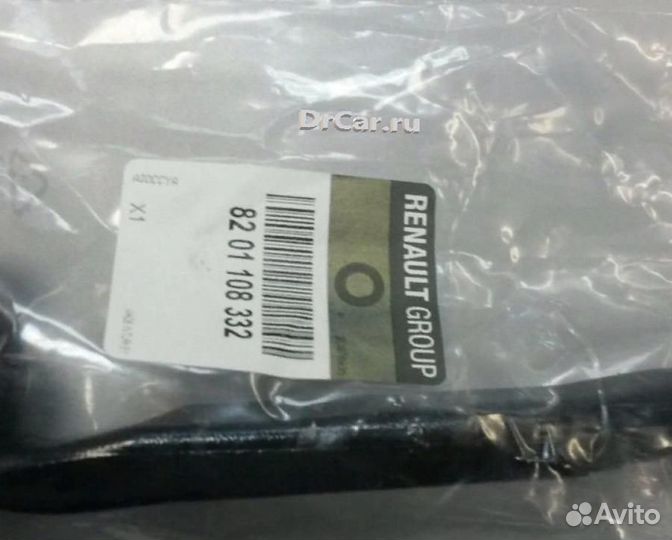 DrCar.ru
RENAULT GROUP
82 01 108 332
X1
Avito